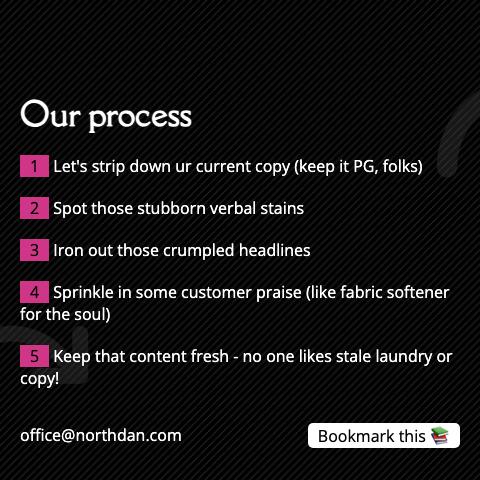 Our process
1 Let's strip down ur current copy (keep it PG, folks)
2 Spot those stubborn verbal stains
3 Iron out those crumpled headlines
4 Sprinkle in some customer praise (like fabric softener
for the soul)
5 Keep that content fresh - no one likes stale laundry or
copy!
office@northdan.com
Bookmark this 📚